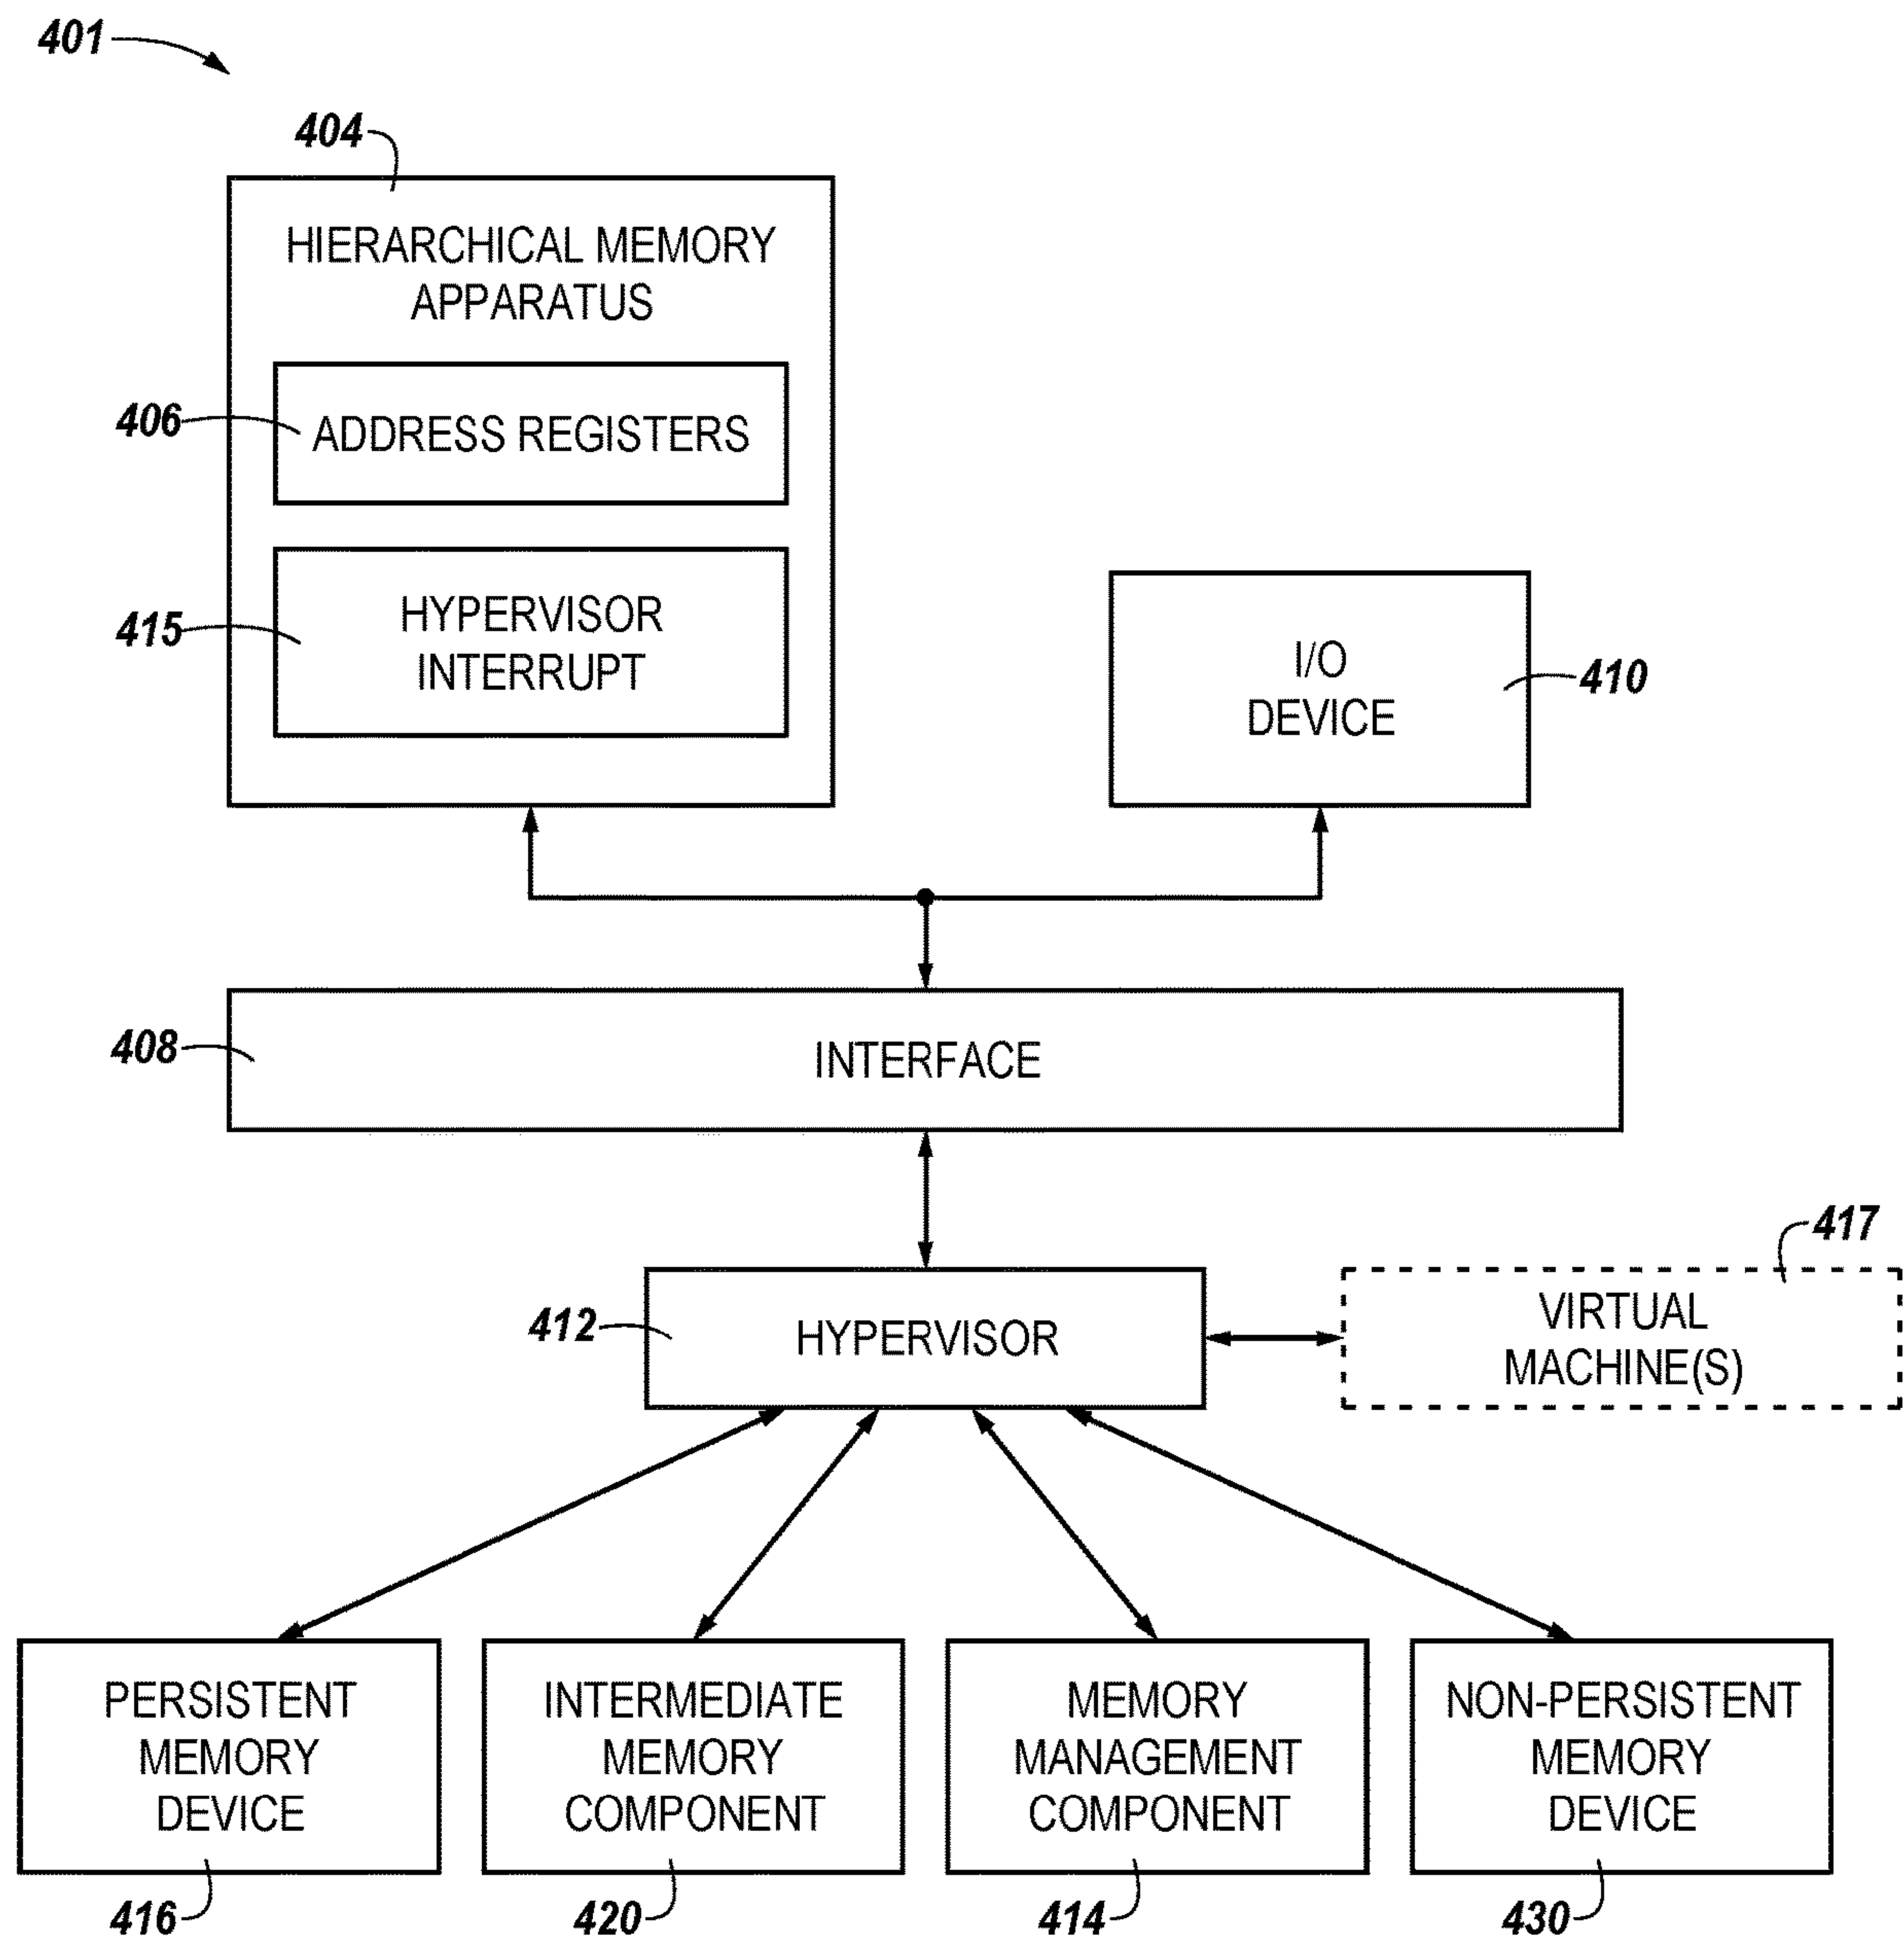 401
404
HIERARCHICAL MEMORY
APPARATUS
406
ADDRESS REGISTERS
415
HYPERVISOR
INTERRUPT
I/O
DEVICE
410
408
INTERFACE
417
412
HYPERVISOR
VIRTUAL
MACHINE(S)
PERSISTENT
MEMORY
DEVICE
416
INTERMEDIATE
MEMORY
COMPONENT
420
MEMORY
MANAGEMENT
COMPONENT
414
NON-PERSISTENT
MEMORY
DEVICE
430